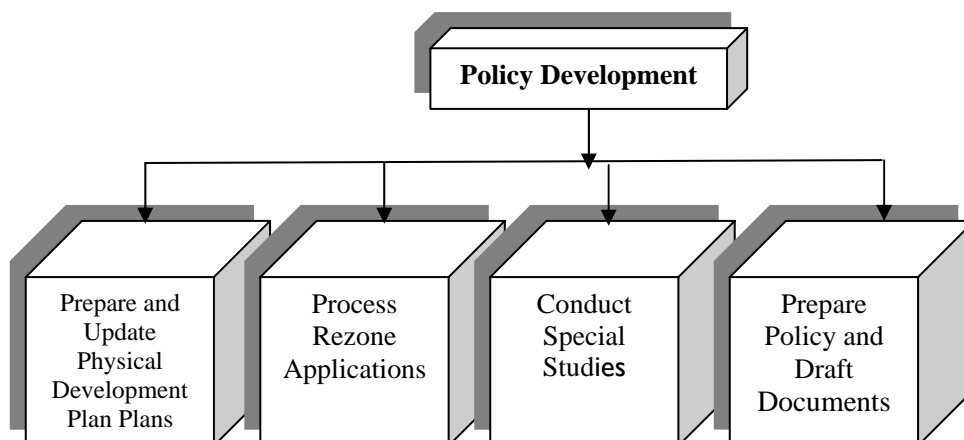 Policy Development
Prepare and
Update
Physical
Development
Plan Plans
Process
Rezone
Applications
Conduct
Special
Studies
Prepare
Policy and
Draft
Documents